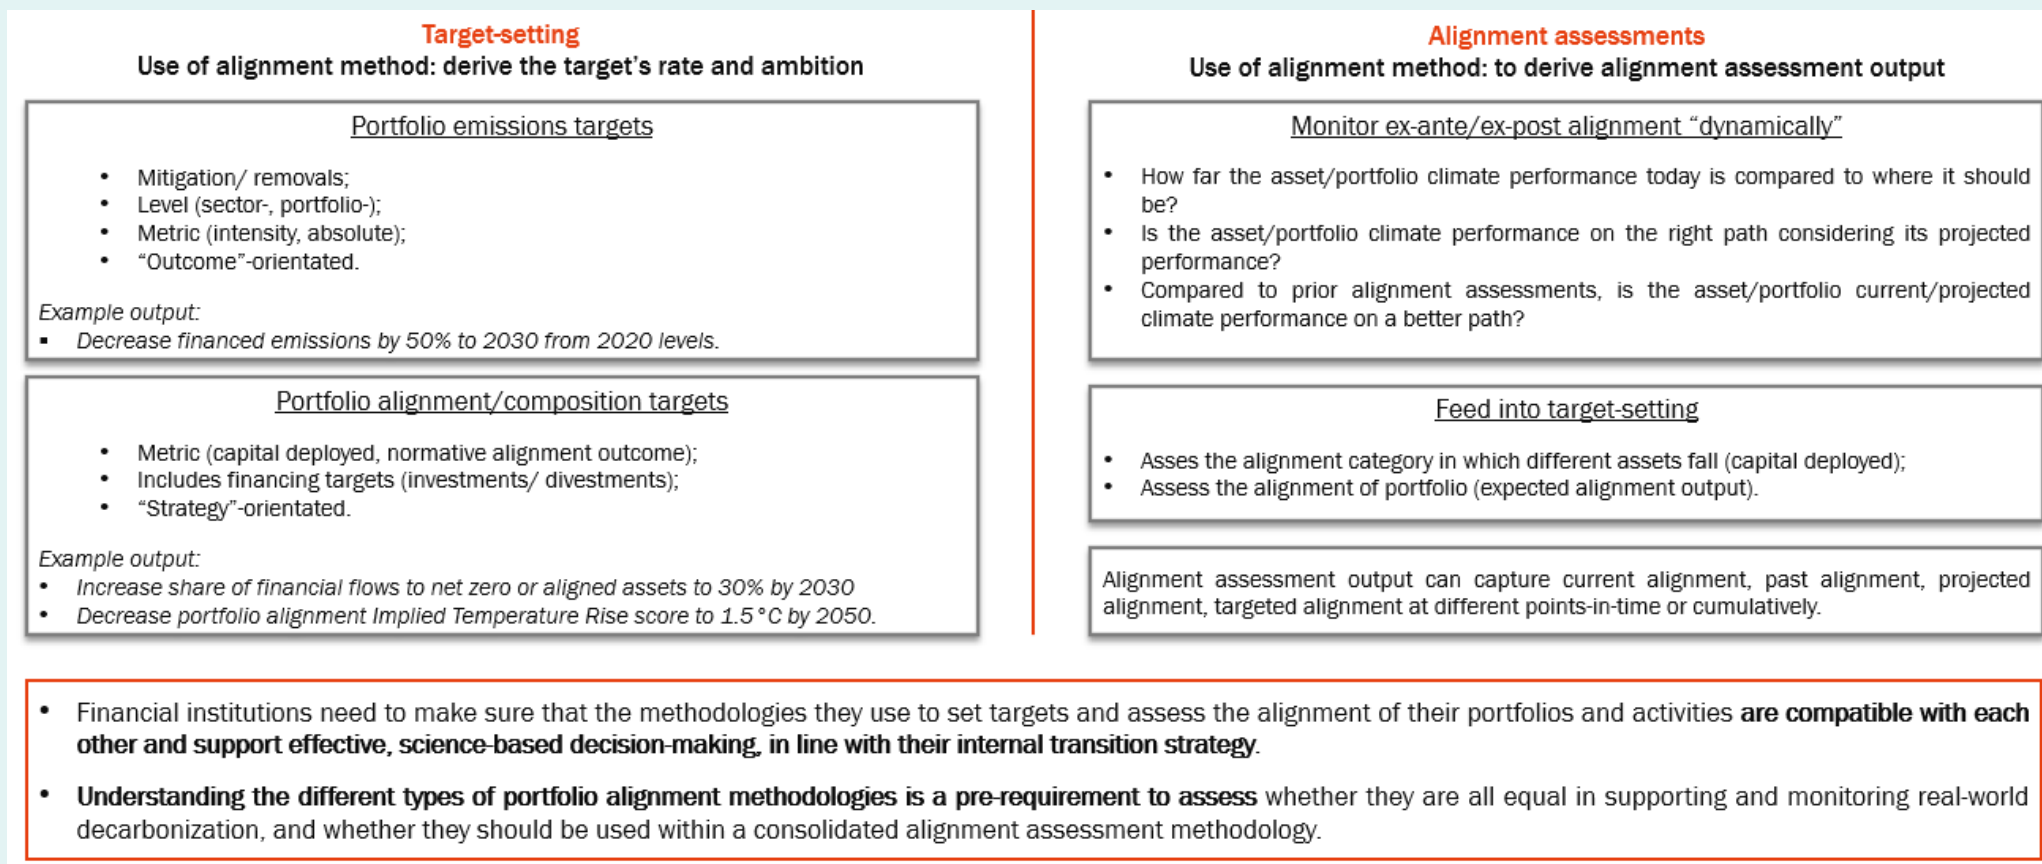 Target-setting
Use of alignment method: derive the target's rate and ambition
Portfolio emissions targets
• Mitigation/ removals;
• Level (sector-, portfolio-);
• Metric (intensity, absolute);
• “Outcome”-orientated.
Example output:
▪ Decrease financed emissions by 50% to 2030 from 2020 levels.
Portfolio alignment/composition targets
• Metric (capital deployed, normative alignment outcome);
• Includes financing targets (investments/ divestments);
• “Strategy”-orientated.
Example output:
• Increase share of financial flows to net zero or aligned assets to 30% by 2030
• Decrease portfolio alignment Implied Temperature Rise score to 1.5°C by 2050.
Alignment assessments
Use of alignment method: to derive alignment assessment output
Monitor ex-ante/ex-post alignment “dynamically”
• How far the asset/portfolio climate performance today is compared to where it should
be?
• Is the asset/portfolio climate performance on the right path considering its projected
performance?
• Compared to prior alignment assessments, is the asset/portfolio current/projected
climate performance on a better path?
Feed into target-setting
• Asses the alignment category in which different assets fall (capital deployed);
• Assess the alignment of portfolio (expected alignment output).
Alignment assessment output can capture current alignment, past alignment, projected
alignment, targeted alignment at different points-in-time or cumulatively.
• Financial institutions need to make sure that the methodologies they use to set targets and assess the alignment of their portfolios and activities are compatible with each
other and support effective, science-based decision-making, in line with their internal transition strategy.
• Understanding the different types of portfolio alignment methodologies is a pre-requirement to assess whether they are all equal in supporting and monitoring real-world
decarbonization, and whether they should be used within a consolidated alignment assessment methodology.